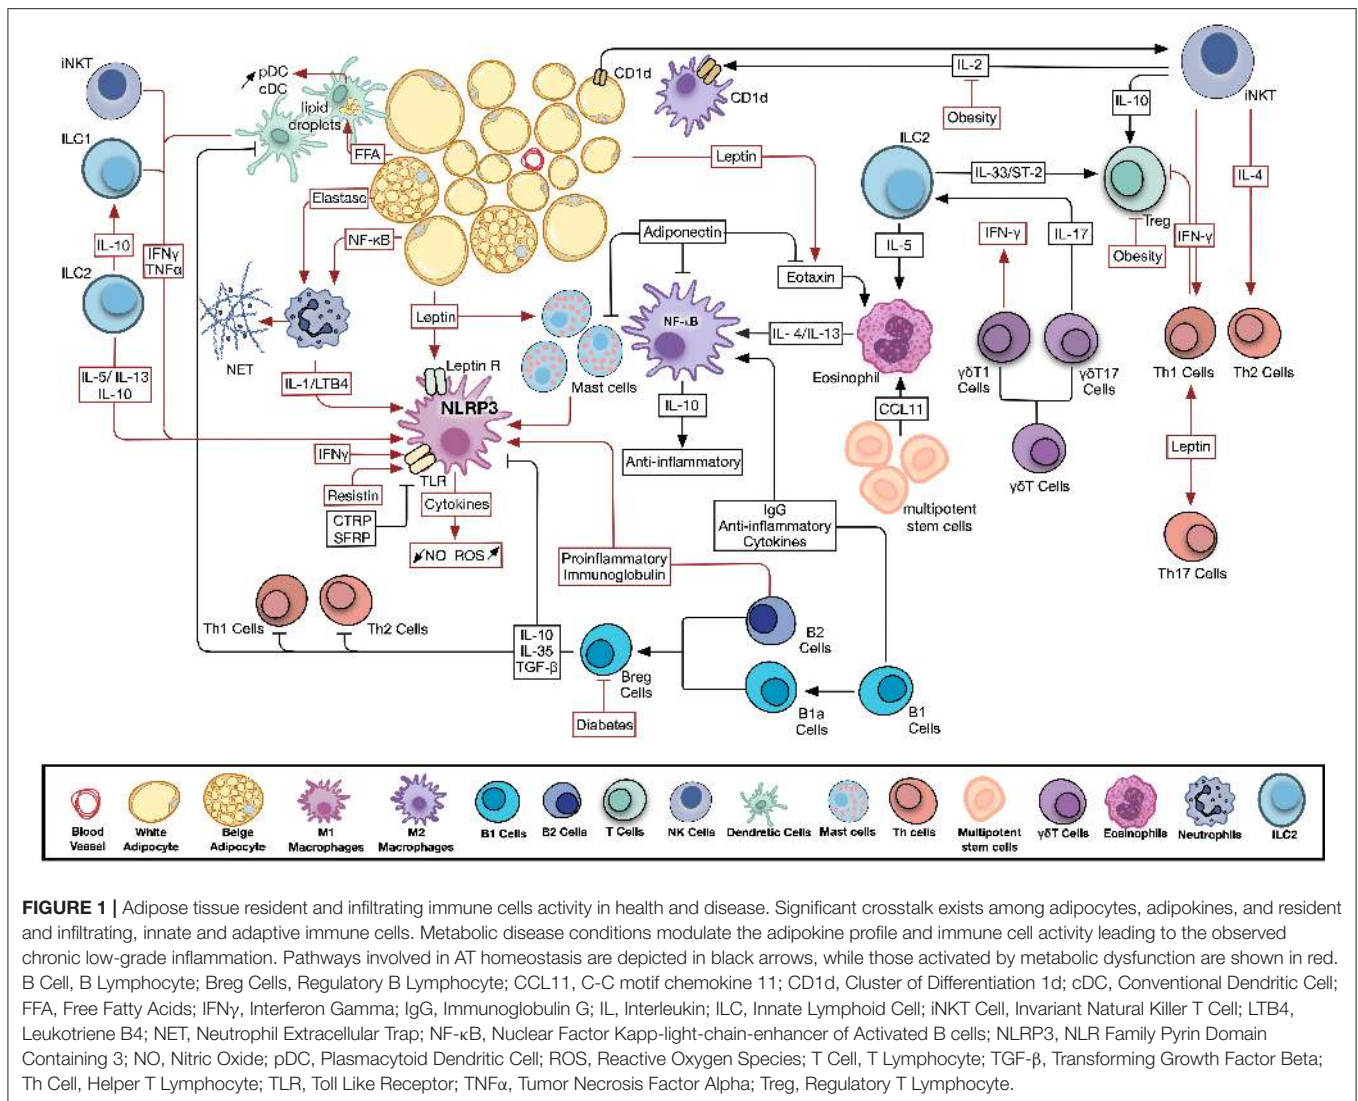 iNKT
pDC
cDC
lipid
droplets
CD1d
CD1d
IL-2
Obesity
iNKT
IL-10
ILC1
FFA
Leptin
ILC2
IL-33/ST-2
Treg
IL-4
Elastase
NF-κB
Adiponectin
IL-10
IFNγ
TNFα
IL-5
IFN-γ
IL-17
IFN-γ
Obesity
ILC2
Eotaxin
Leptin
NF-κB
IL- 4/IL-13
NET
Leptin R
Mast cells
Eosinophil
γδT1
Cells
γδT17
Cells
Th1 Cells
Th2 Cells
IL-5/ IL-13
IL-10
IL-1/LTB4
NLRP3
IL-10
CCL11
IFNγ
TLR
Anti-inflammatory
Leptin
Resistin
Cytokines
γδT Cells
CTRP
SFRP
IgG
Anti-inflammatory
Cytokines
multipotent
stem cells
NO ROS
Proinflammatory
Immunoglobulin
Th17 Cells
Th1 Cells
Th2 Cells
IL-10
IL-35
TGF-β
B2
Cells
Breg
Cells
Diabetes
B1a
Cells
B1
Cells
Blood
Vessel
White
Adipocyte
Beige
Adipocyte
M1
Macrophages
M2
Macrophages
B1 Cells
B2 Cells
T Cells
NK Cells
Dendretic Cells
Mast cells
Th cells
Multipotent
stem cells
γδT Cells
Eosinophils
Neutrophils
ILC2
FIGURE 1 | Adipose tissue resident and infiltrating immune cells activity in health and disease. Significant crosstalk exists among adipocytes, adipokines, and resident
and infiltrating, innate and adaptive immune cells. Metabolic disease conditions modulate the adipokine profile and immune cell activity leading to the observed
chronic low-grade inflammation. Pathways involved in AT homeostasis are depicted in black arrows, while those activated by metabolic dysfunction are shown in red.
B Cell, B Lymphocyte; Breg Cells, Regulatory B Lymphocyte; CCL11, C-C motif chemokine 11; CD1d, Cluster of Differentiation 1d; cDC, Conventional Dendritic Cell;
FFA, Free Fatty Acids; IFNγ, Interferon Gamma; IgG, Immunoglobulin G; IL, Interleukin; ILC, Innate Lymphoid Cell; iNKT Cell, Invariant Natural Killer T Cell; LTB4,
Leukotriene B4; NET, Neutrophil Extracellular Trap; NF-κB, Nuclear Factor Kapp-light-chain-enhancer of Activated B cells; NLRP3, NLR Family Pyrin Domain
Containing 3; NO, Nitric Oxide; pDC, Plasmacytoid Dendritic Cell; ROS, Reactive Oxygen Species; T Cell, T Lymphocyte; TGF-β, Transforming Growth Factor Beta;
Th Cell, Helper T Lymphocyte; TLR, Toll Like Receptor; TNFα, Tumor Necrosis Factor Alpha; Treg, Regulatory T Lymphocyte.